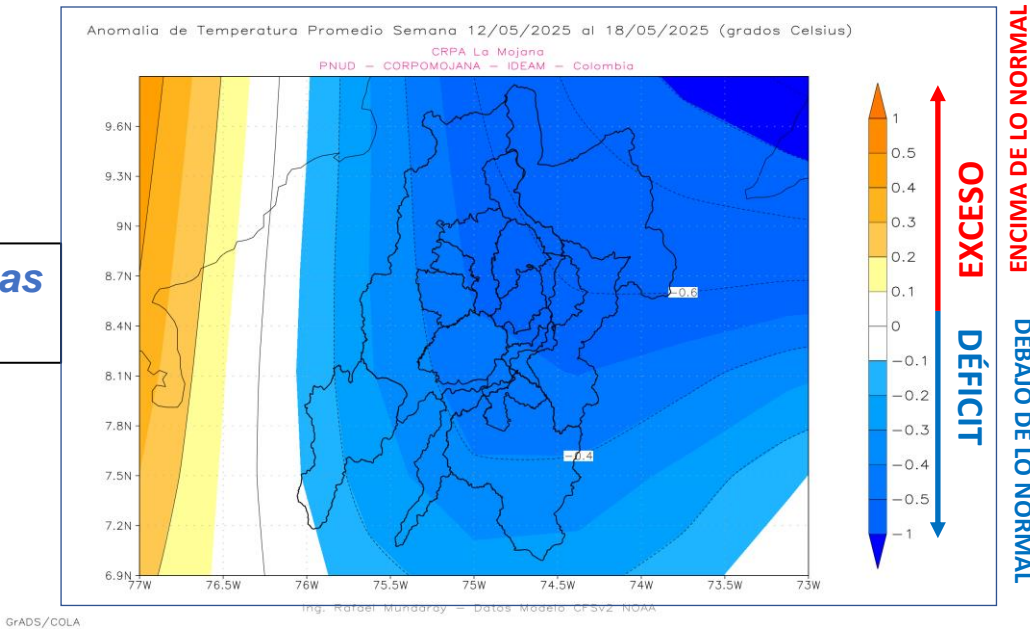 Anomalia de Temperatura Promedio Semana 12/05/2025 al 18/05/2025 (grados Celsius)
CRPA La Mojana
PNUD – CORPOMOJANA – IDEAM – Colombia
as
9.6N
9.3N
9N
8.7N
8.4N
8.1N
7.8N
7.5N
7.2N
6.9N
77W
76.5W
76W
75.5W
75W
74.5W
74W
73.5W
73W
-0.6
-0.4
1
0.5
0.4
0.3
0.2
0.1
0
-0.1
-0.2
-0.3
-0.4
-0.5
-1
EXCESO
DÉFICIT
ENCIMA DE LO NORMAL
DEBAJO DE LO NORMAL
Ing. Rafael Mundaray – Datos Modelo CFSv2 NOAA
GrADS/COLA